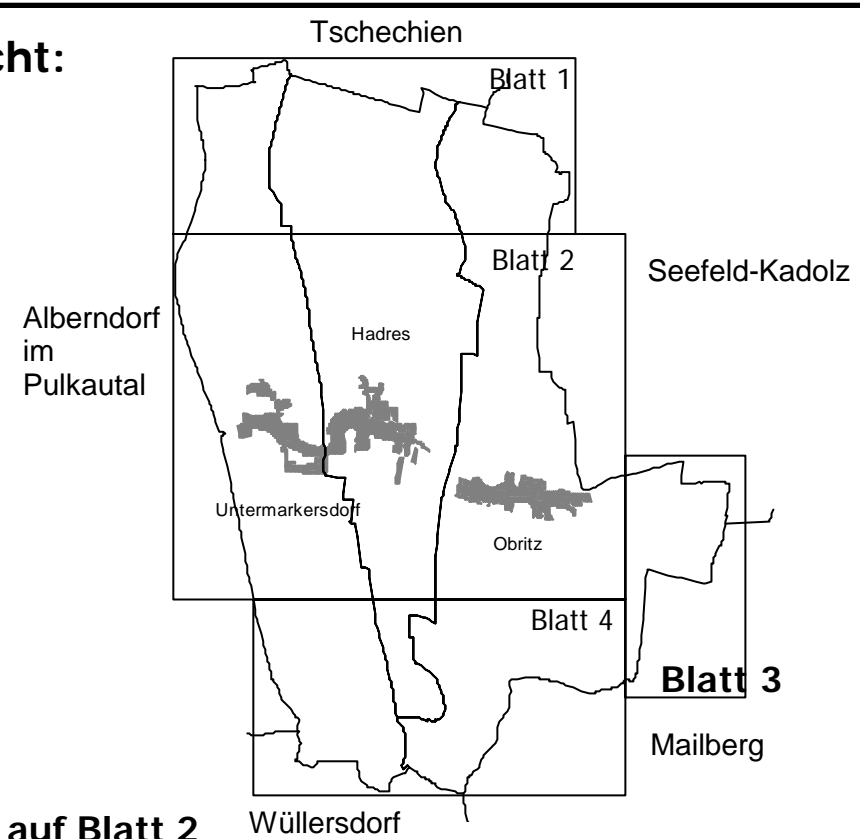 Tschechien
cht:
Blatt 1
Blatt 2
Seefeld-Kadolz
Alberndorf
im
Pulkautal
Hadres
Untermarkersdorf
Obritz
Blatt 4
Blatt 3
Mailberg
auf Blatt 2
Wüllersdorf